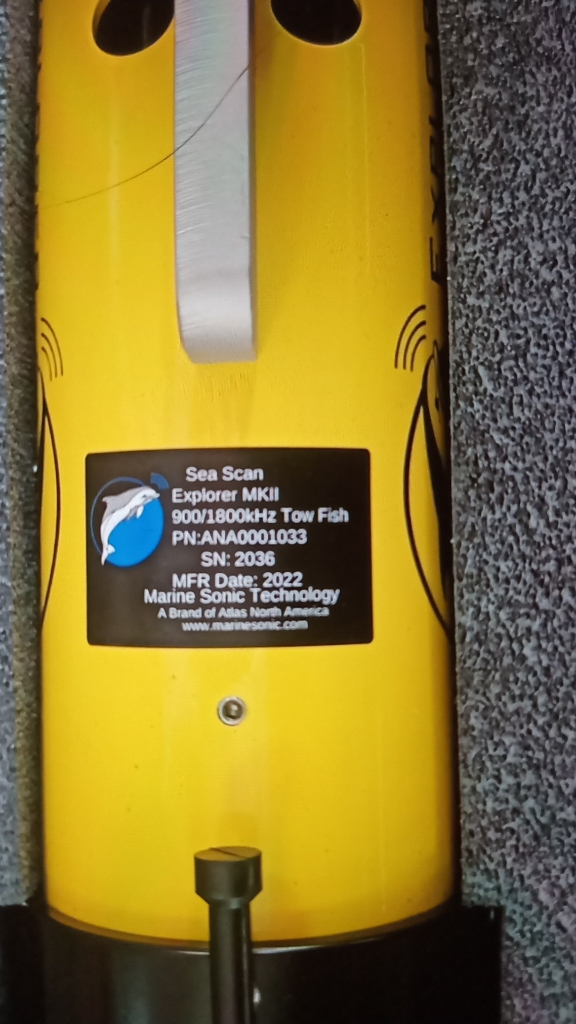 Sea Scan
Explorer MKII
900/1800kHz Tow Fish
PN:ANA0001033
SN: 2036
MFR Date: 2022
Marine Sonic Technology
A Brand of Atlas North America
www.marinesonic.com